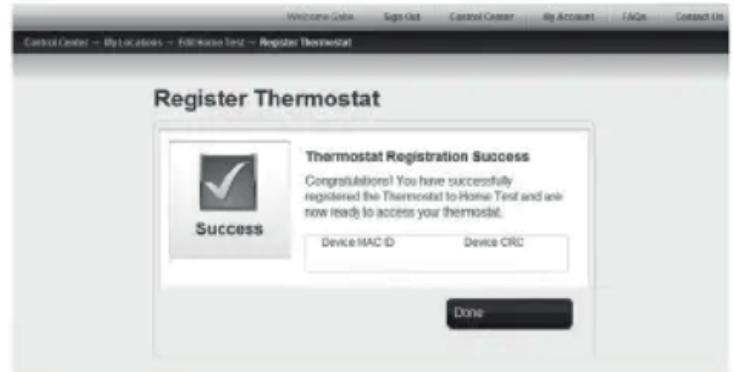 Welcome Gabe Sign Out Control Center My Account FAQs Contact Us
Control Center → My Locations → Edit Home Test → Register Thermostat
Register Thermostat
Success
Thermostat Registration Success
Congratulations! You have successfully
registered the Thermostat to Home Test and are
now ready to access your thermostat.
Device MAC ID Device CRC
Done